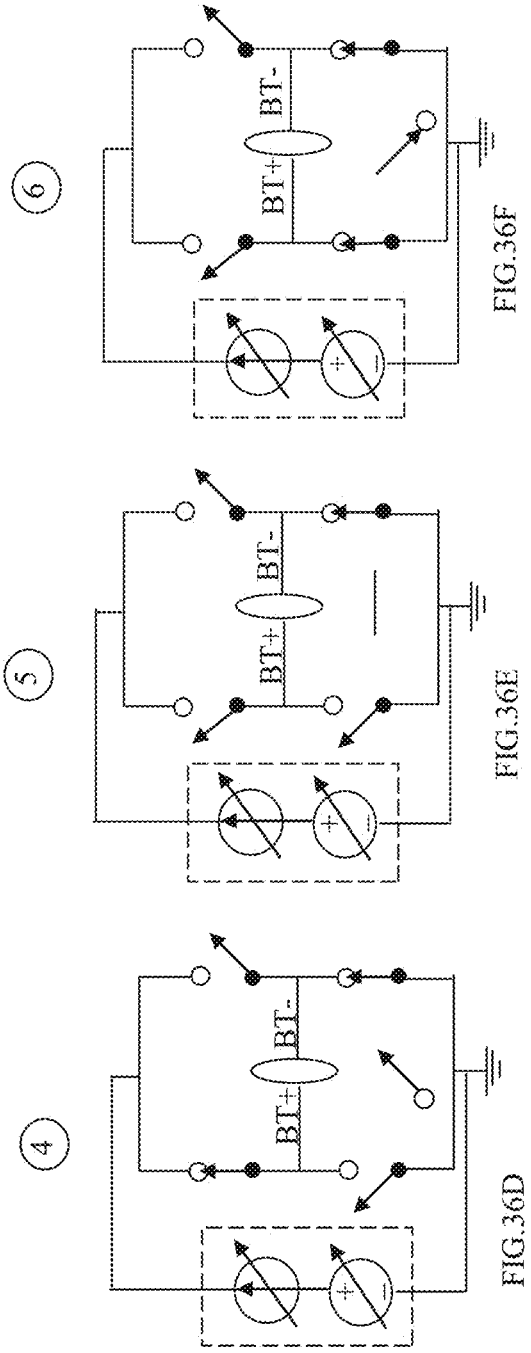 4
BT+ BT-
+
−
FIG.36D
5
BT+ BT-
+
−
FIG.36E
6
BT+ BT-
+
−
FIG.36F